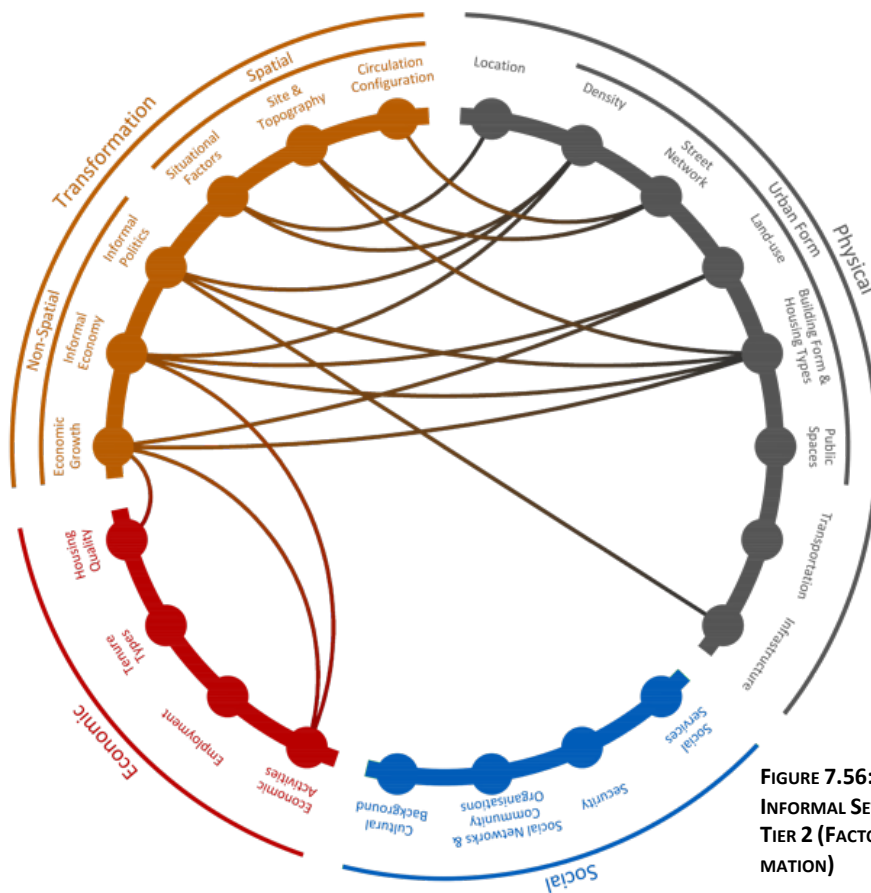 Transformation
Spatial
Non-Spatial
Circulation
Configuration
Site &
Topography
Situational
Factors
Informal
Politics
Informal
Economy
Economic
Growth
Physical
Urban Form
Location
Density
Street
Network
Land-use
Building Form &
Housing Types
Public
Spaces
Transportation
Infrastructure
Social
Social
Services
Security
Social Networks &
Community
Organisations
Cultural
Background
Economic
Economic
Activities
Employment
Tenure
Types
Housing
Quality
FIGURE 7.56:
INFORMAL SE
TIER 2 (FACTO
MATION)